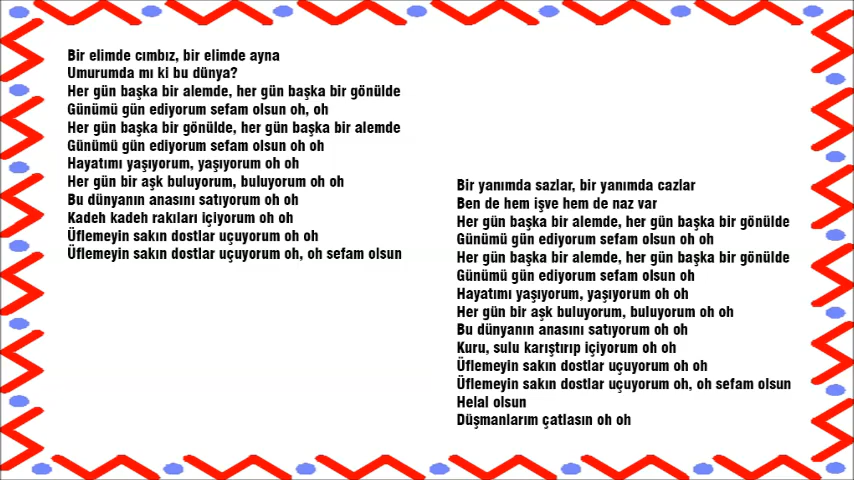 Bir elimde cımbız, bir elimde ayna
Umurumda mı ki bu dünya?
Her gün başka bir alemde, her gün başka bir gönülde
Günümü gün ediyorum sefam olsun oh, oh
Her gün başka bir gönülde, her gün başka bir alemde
Günümü gün ediyorum sefam olsun oh oh
Hayatımı yaşıyorum, yaşıyorum oh oh
Her gün bir aşk buluyorum, buluyorum oh oh
Bu dünyanın anasını satıyorum oh oh
Kadeh kadeh rakıları içiyorum oh oh
Üflemeyin sakın dostlar uçuyorum oh oh
Üflemeyin sakın dostlar uçuyorum oh, oh sefam olsun
Bir yanımda sazlar, bir yanımda cazlar
Ben de hem işve hem de naz var
Her gün başka bir alemde, her gün başka bir gönülde
Günümü gün ediyorum sefam olsun oh oh
Her gün başka bir alemde, her gün başka bir gönülde
Günümü gün ediyorum sefam olsun oh
Hayatımı yaşıyorum, yaşıyorum oh oh
Her gün bir aşk buluyorum, buluyorum oh oh
Bu dünyanın anasını satıyorum oh oh
Kuru, sulu karıştırıp içiyorum oh oh
Üflemeyin sakın dostlar uçuyorum oh oh
Üflemeyin sakın dostlar uçuyorum oh, oh sefam olsun
Helal olsun
Düşmanlarım çatlasın oh oh